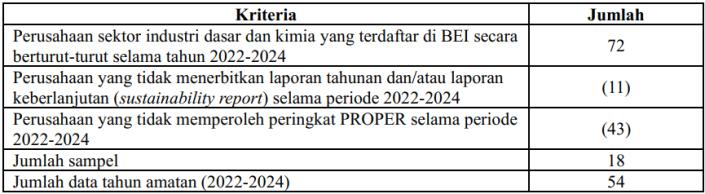 Kriteria Jumlah
Perusahaan sektor industri dasar dan kimia yang terdaftar di BEI secara
berturut-turut selama tahun 2022-2024 72
Perusahaan yang tidak menerbitkan laporan tahunan dan/atau laporan
keberlanjutan (sustainability report) selama periode 2022-2024 (11)
Perusahaan yang tidak memperoleh peringkat PROPER selama periode
2022-2024 (43)
Jumlah sampel 18
Jumlah data tahun amatan (2022-2024) 54